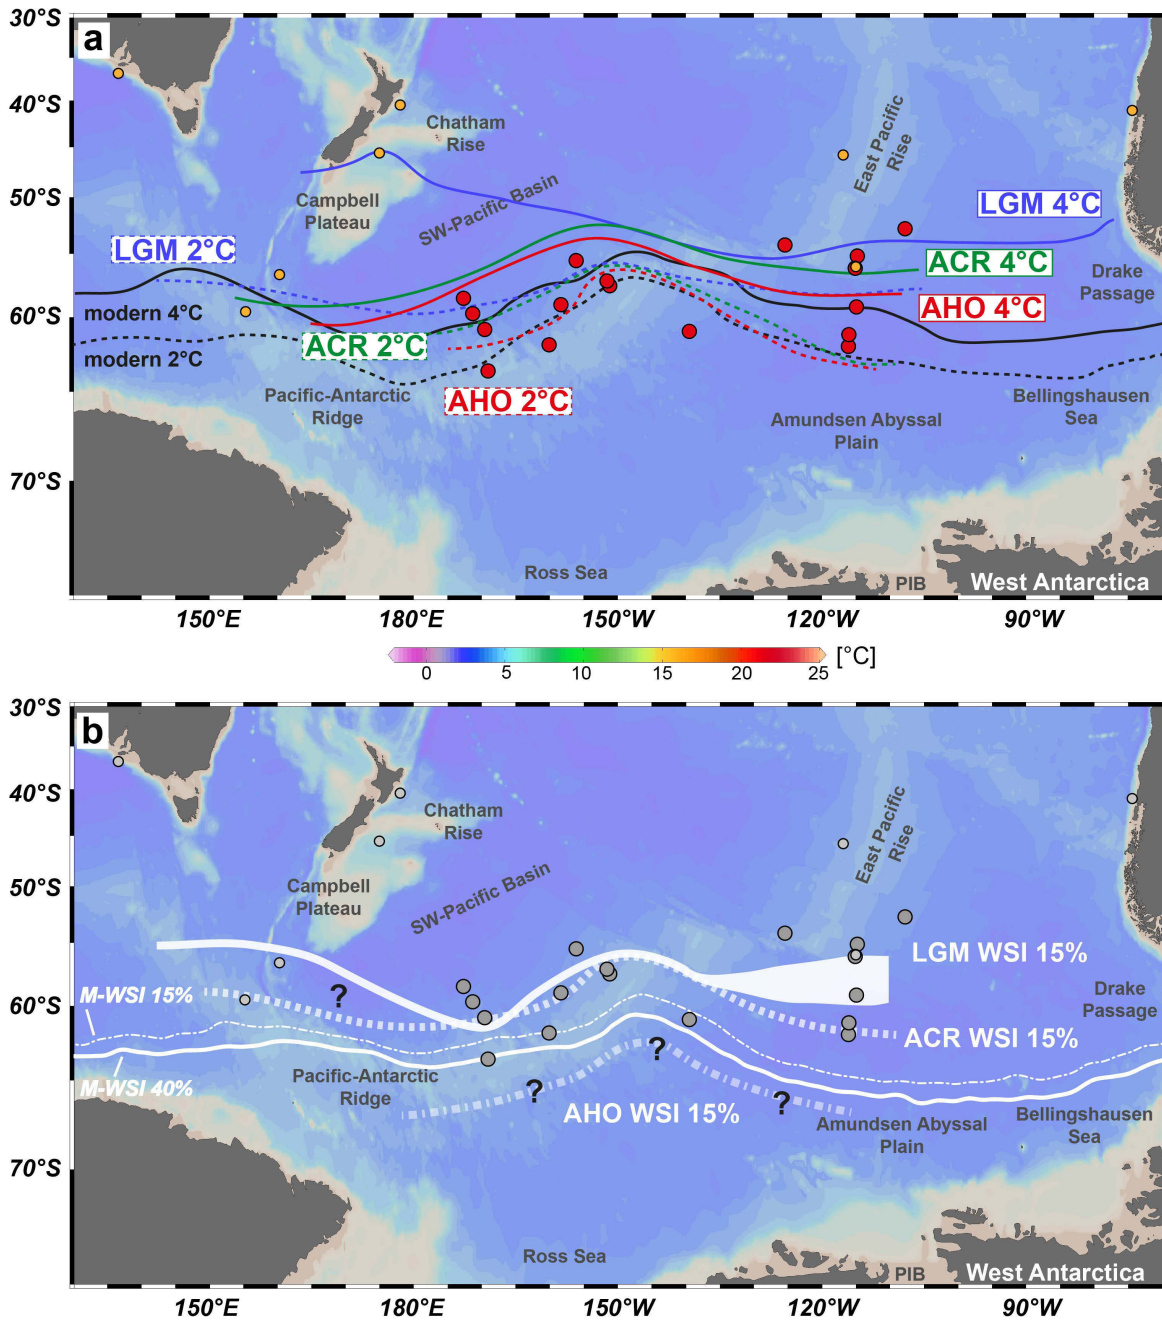 30°S
a
40°S
Chatham
Rise
East Pacific
Rise
50°S
Campbell
Plateau
SW-Pacific Basin
LGM 4°C
LGM 2°C
ACR 4°C
Drake
Passage
modern 4°C
AHO 4°C
60°S
ACR 2°C
modern 2°C
Pacific-Antarctic
Ridge
AHO 2°C
Bellingshausen
Sea
Amundsen Abyssal
Plain
70°S
Ross Sea
PIB
West Antarctica
150°E
180°E
150°W
120°W
90°W
[°C]
0
5
10
15
20
25
30°S
b
40°S
Chatham
Rise
East Pacific
Rise
50°S
Campbell
Plateau
SW-Pacific Basin
LGM WSI 15%
M-WSI 15%
?
Drake
Passage
60°S
ACR WSI 15%
?
M-WSI 40%
Pacific-Antarctic
Ridge
?
?
AHO WSI 15%
Amundsen Abyssal
Plain
Bellingshausen
Sea
70°S
Ross Sea
PIB
West Antarctica
150°E
180°E
150°W
120°W
90°W